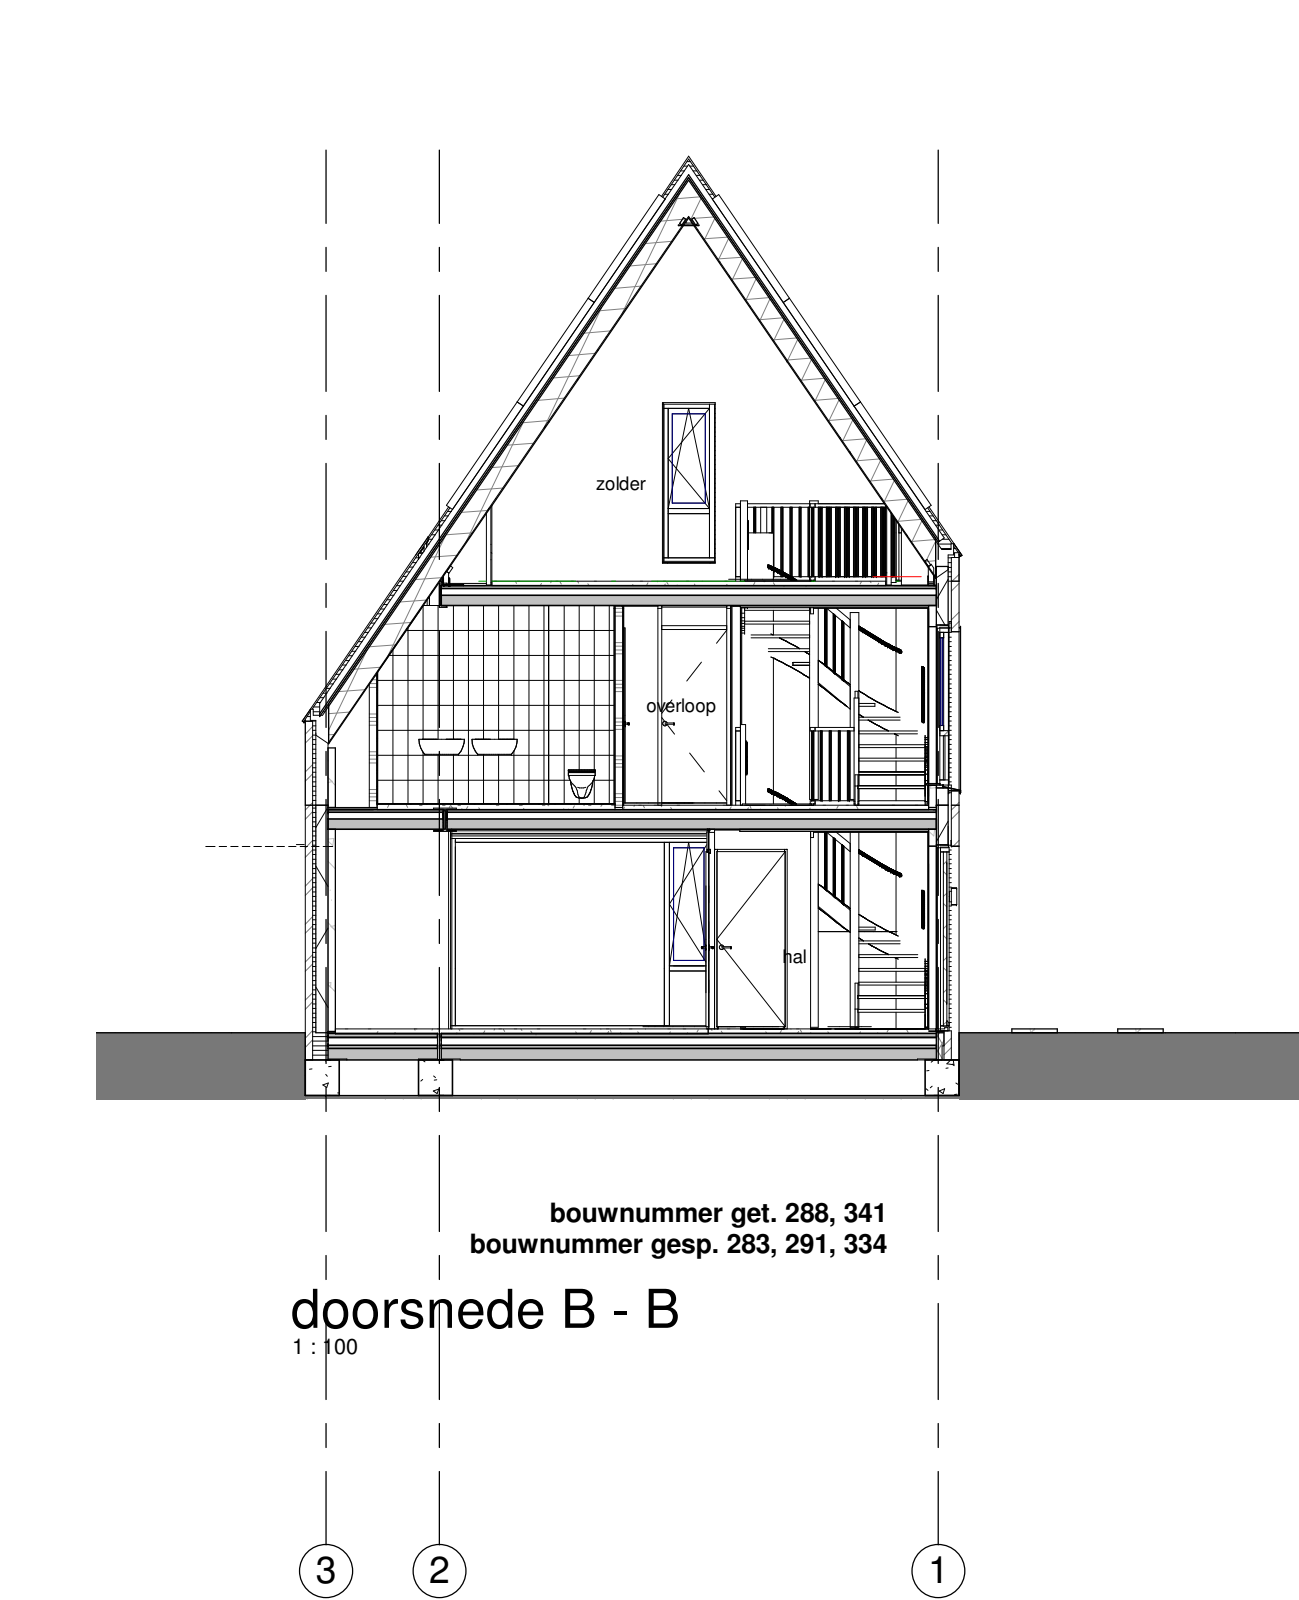 zolder
overloop
hal
bouwnummer get. 288, 341
bouwnummer gesp. 283, 291, 334
doorsnede B - B
1 : 100
3 2 1